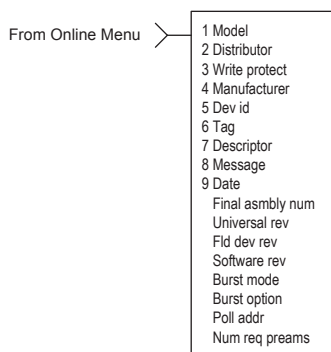 From Online Menu
1 Model
2 Distributor
3 Write protect
4 Manufacturer
5 Dev id
6 Tag
7 Descriptor
8 Message
9 Date
Final asmbly num
Universal rev
Fld dev rev
Software rev
Burst mode
Burst option
Poll addr
Num req preams